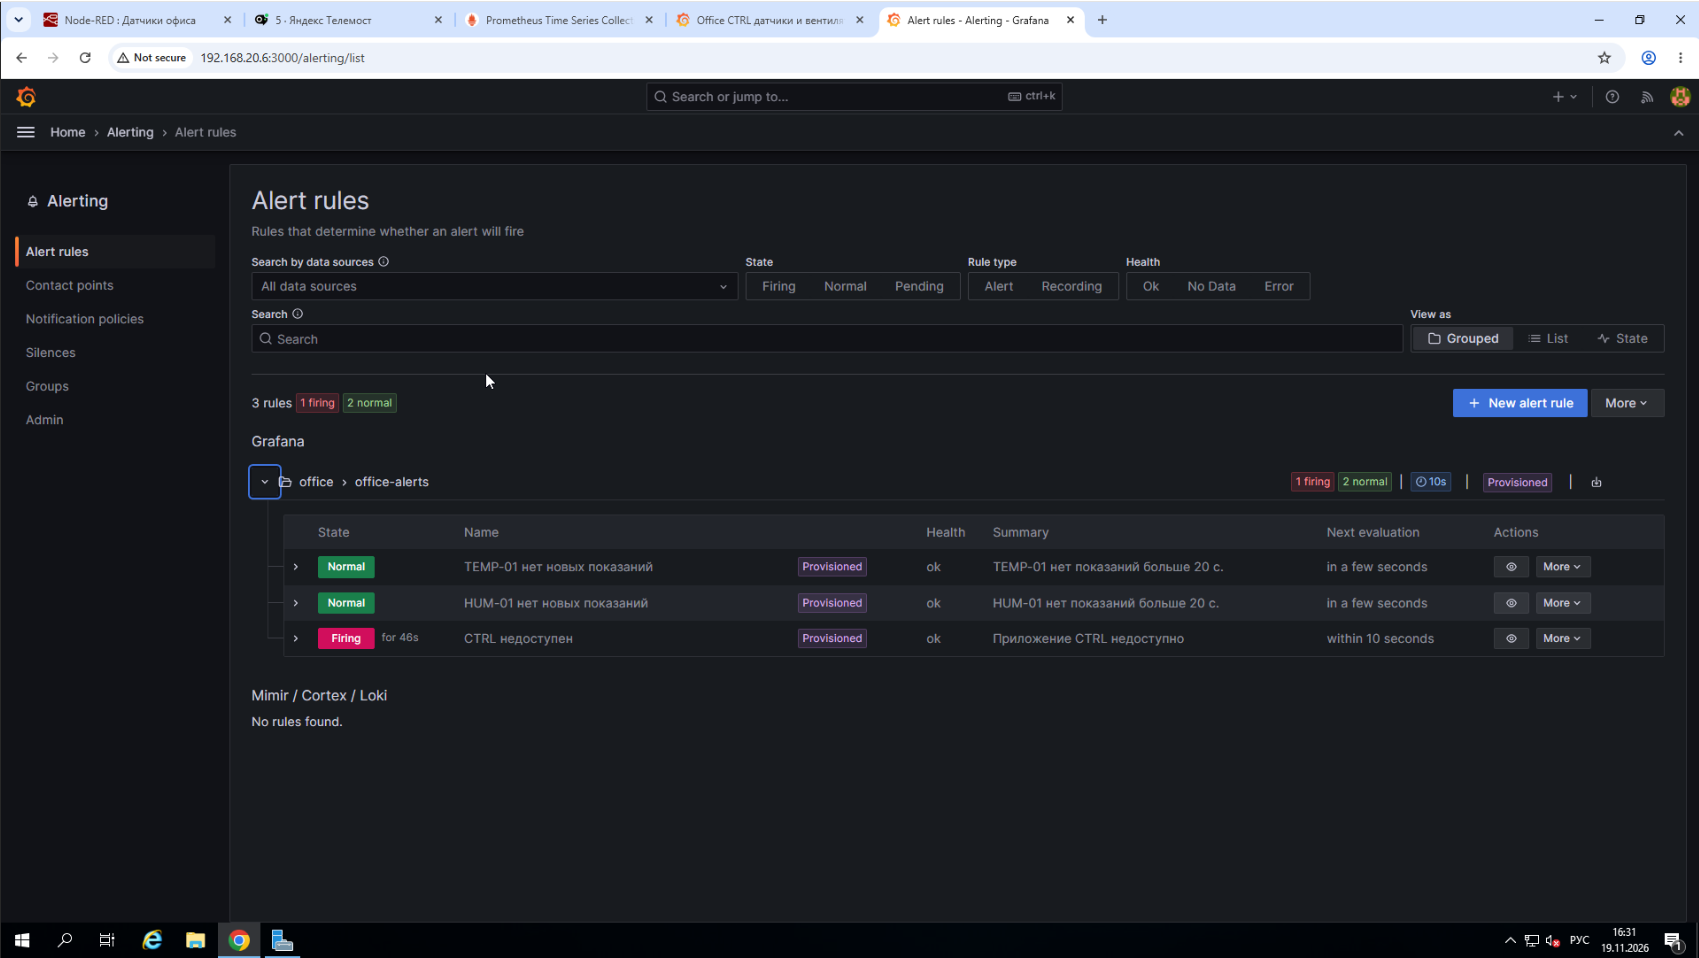 Node-RED : Датчики офиса
5 - Яндекс Телемост
Prometheus Time Series Collect
Office CTRL датчики и вентиля
Alert rules - Alerting - Grafana
Not secure
192.168.20.6:3000/alerting/list
Search or jump to...
ctrl+k
Home › Alerting › Alert rules
Alerting
Alert rules
Contact points
Notification policies
Silences
Groups
Admin
Alert rules
Rules that determine whether an alert will fire
Search by data sources
State
Rule type
Health
All data sources
Firing Normal Pending
Alert Recording
Ok No Data Error
Search
View as
Search
Grouped List State
3 rules 1 firing 2 normal
+ New alert rule
More
Grafana
office › office-alerts
1 firing 2 normal | 10s | Provisioned |
State Name Health Summary Next evaluation Actions
Normal TEMP-01 нет новых показаний Provisioned ok TEMP-01 нет показаний больше 20 с. in a few seconds More
Normal HUM-01 нет новых показаний Provisioned ok HUM-01 нет показаний больше 20 с. in a few seconds More
Firing for 46s CTRL недоступен Provisioned ok Приложение CTRL недоступно within 10 seconds More
Mimir / Cortex / Loki
No rules found.
РУС
16:31
19.11.2026
1